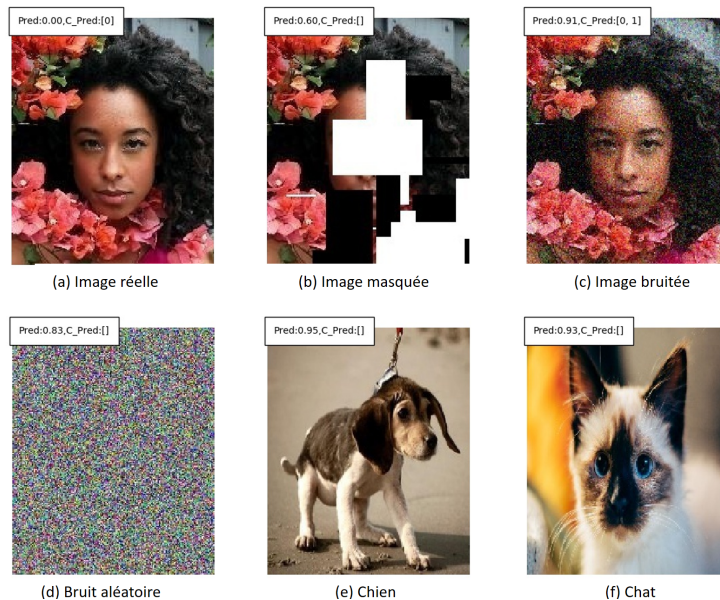 Pred:0.00,C_Pred:[0]
Pred:0.60,C_Pred:[]
Pred:0.91,C_Pred:[0, 1]
(a) Image réelle
(b) Image masquée
(c) Image bruitée
Pred:0.83,C_Pred:[]
Pred:0.95,C_Pred:[]
Pred:0.93,C_Pred:[]
(d) Bruit aléatoire
(e) Chien
(f) Chat